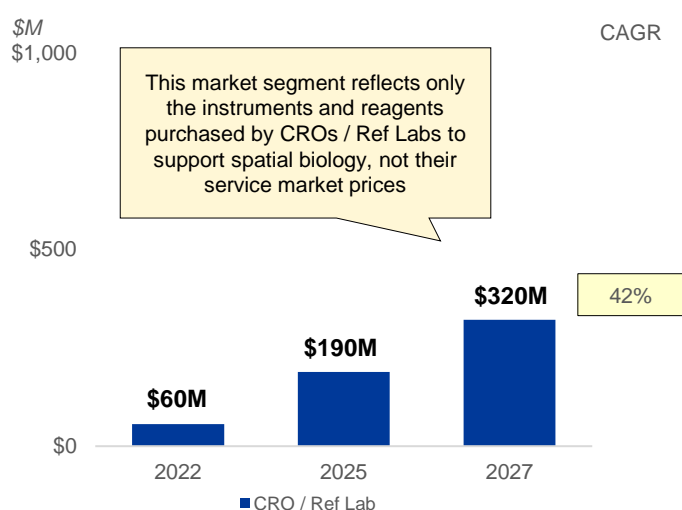 $M
$1,000
CAGR
This market segment reflects only
the instruments and reagents
purchased by CROs / Ref Labs to
support spatial biology, not their
service market prices
$500
$320M
42%
$190M
$60M
$0
2022 2025 2027
CRO / Ref Lab